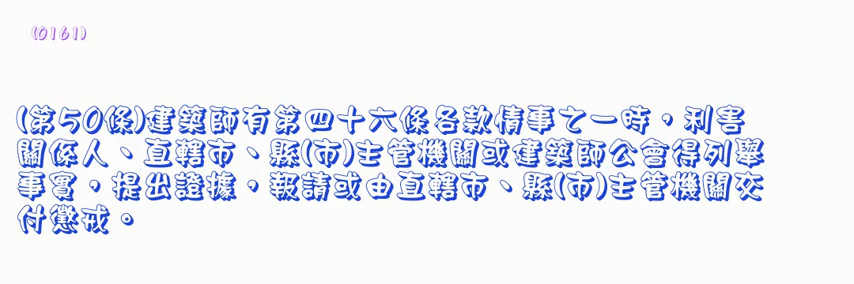 (0161)
(第50條)建築師有第四十六條各款情事之一時，利害
關係人、直轄市、縣(市)主管機關或建築師公會得列舉
事實，提出證據，報請或由直轄市、縣(市)主管機關交
付懲戒。